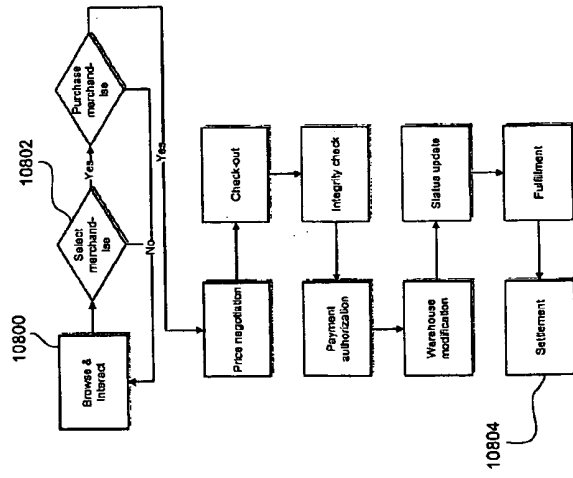 10800
Browse &
Interact
10802
Select
merchand-
ise
Yes
Purchase
merchand-
ise
No
Yes
Price negotiation
Check-out
Integrity check
Payment
authorization
Warehouse
modification
Status update
Fulfillment
Settlement
10804